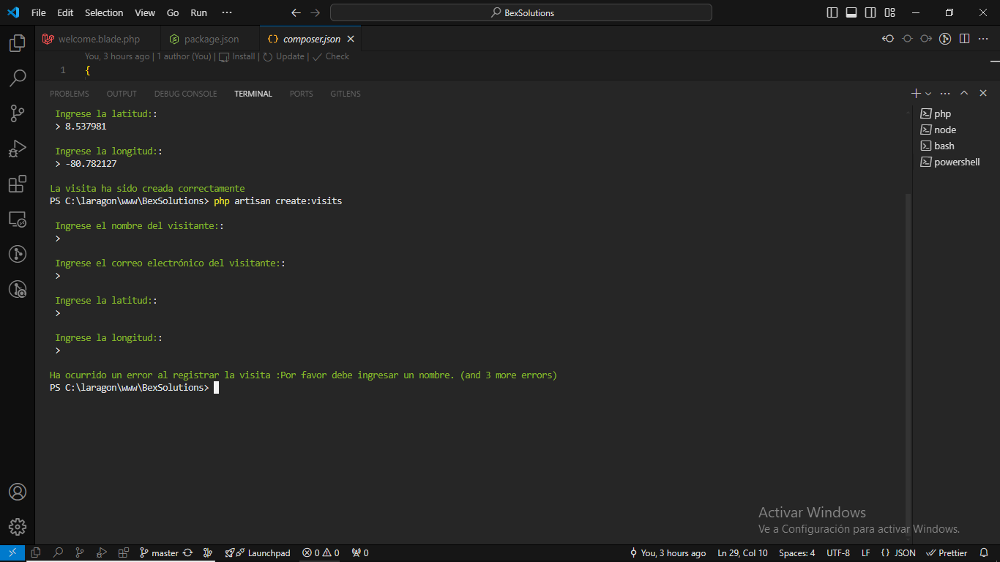 File Edit Selection View Go Run ···
BexSolutions
welcome.blade.php
package.json
composer.json
You, 3 hours ago | 1 author (You) | Install | Update | Check
1 {
PROBLEMS OUTPUT DEBUG CONSOLE TERMINAL PORTS GITLENS
Ingrese la latitud::
> 8.537981
Ingrese la longitud::
> -80.782127
La visita ha sido creada correctamente
PS C:\laragon\www\BexSolutions> php artisan create:visits
Ingrese el nombre del visitante::
>
Ingrese el correo electrónico del visitante::
>
Ingrese la latitud::
>
Ingrese la longitud::
>
Ha ocurrido un error al registrar la visita :Por favor debe ingresar un nombre. (and 3 more errors)
PS C:\laragon\www\BexSolutions>
php
node
bash
powershell
Activar Windows
Ve a Configuración para activar Windows.
master Launchpad 0 0 0 You, 3 hours ago Ln 29, Col 10 Spaces: 4 UTF-8 LF {} JSON Prettier